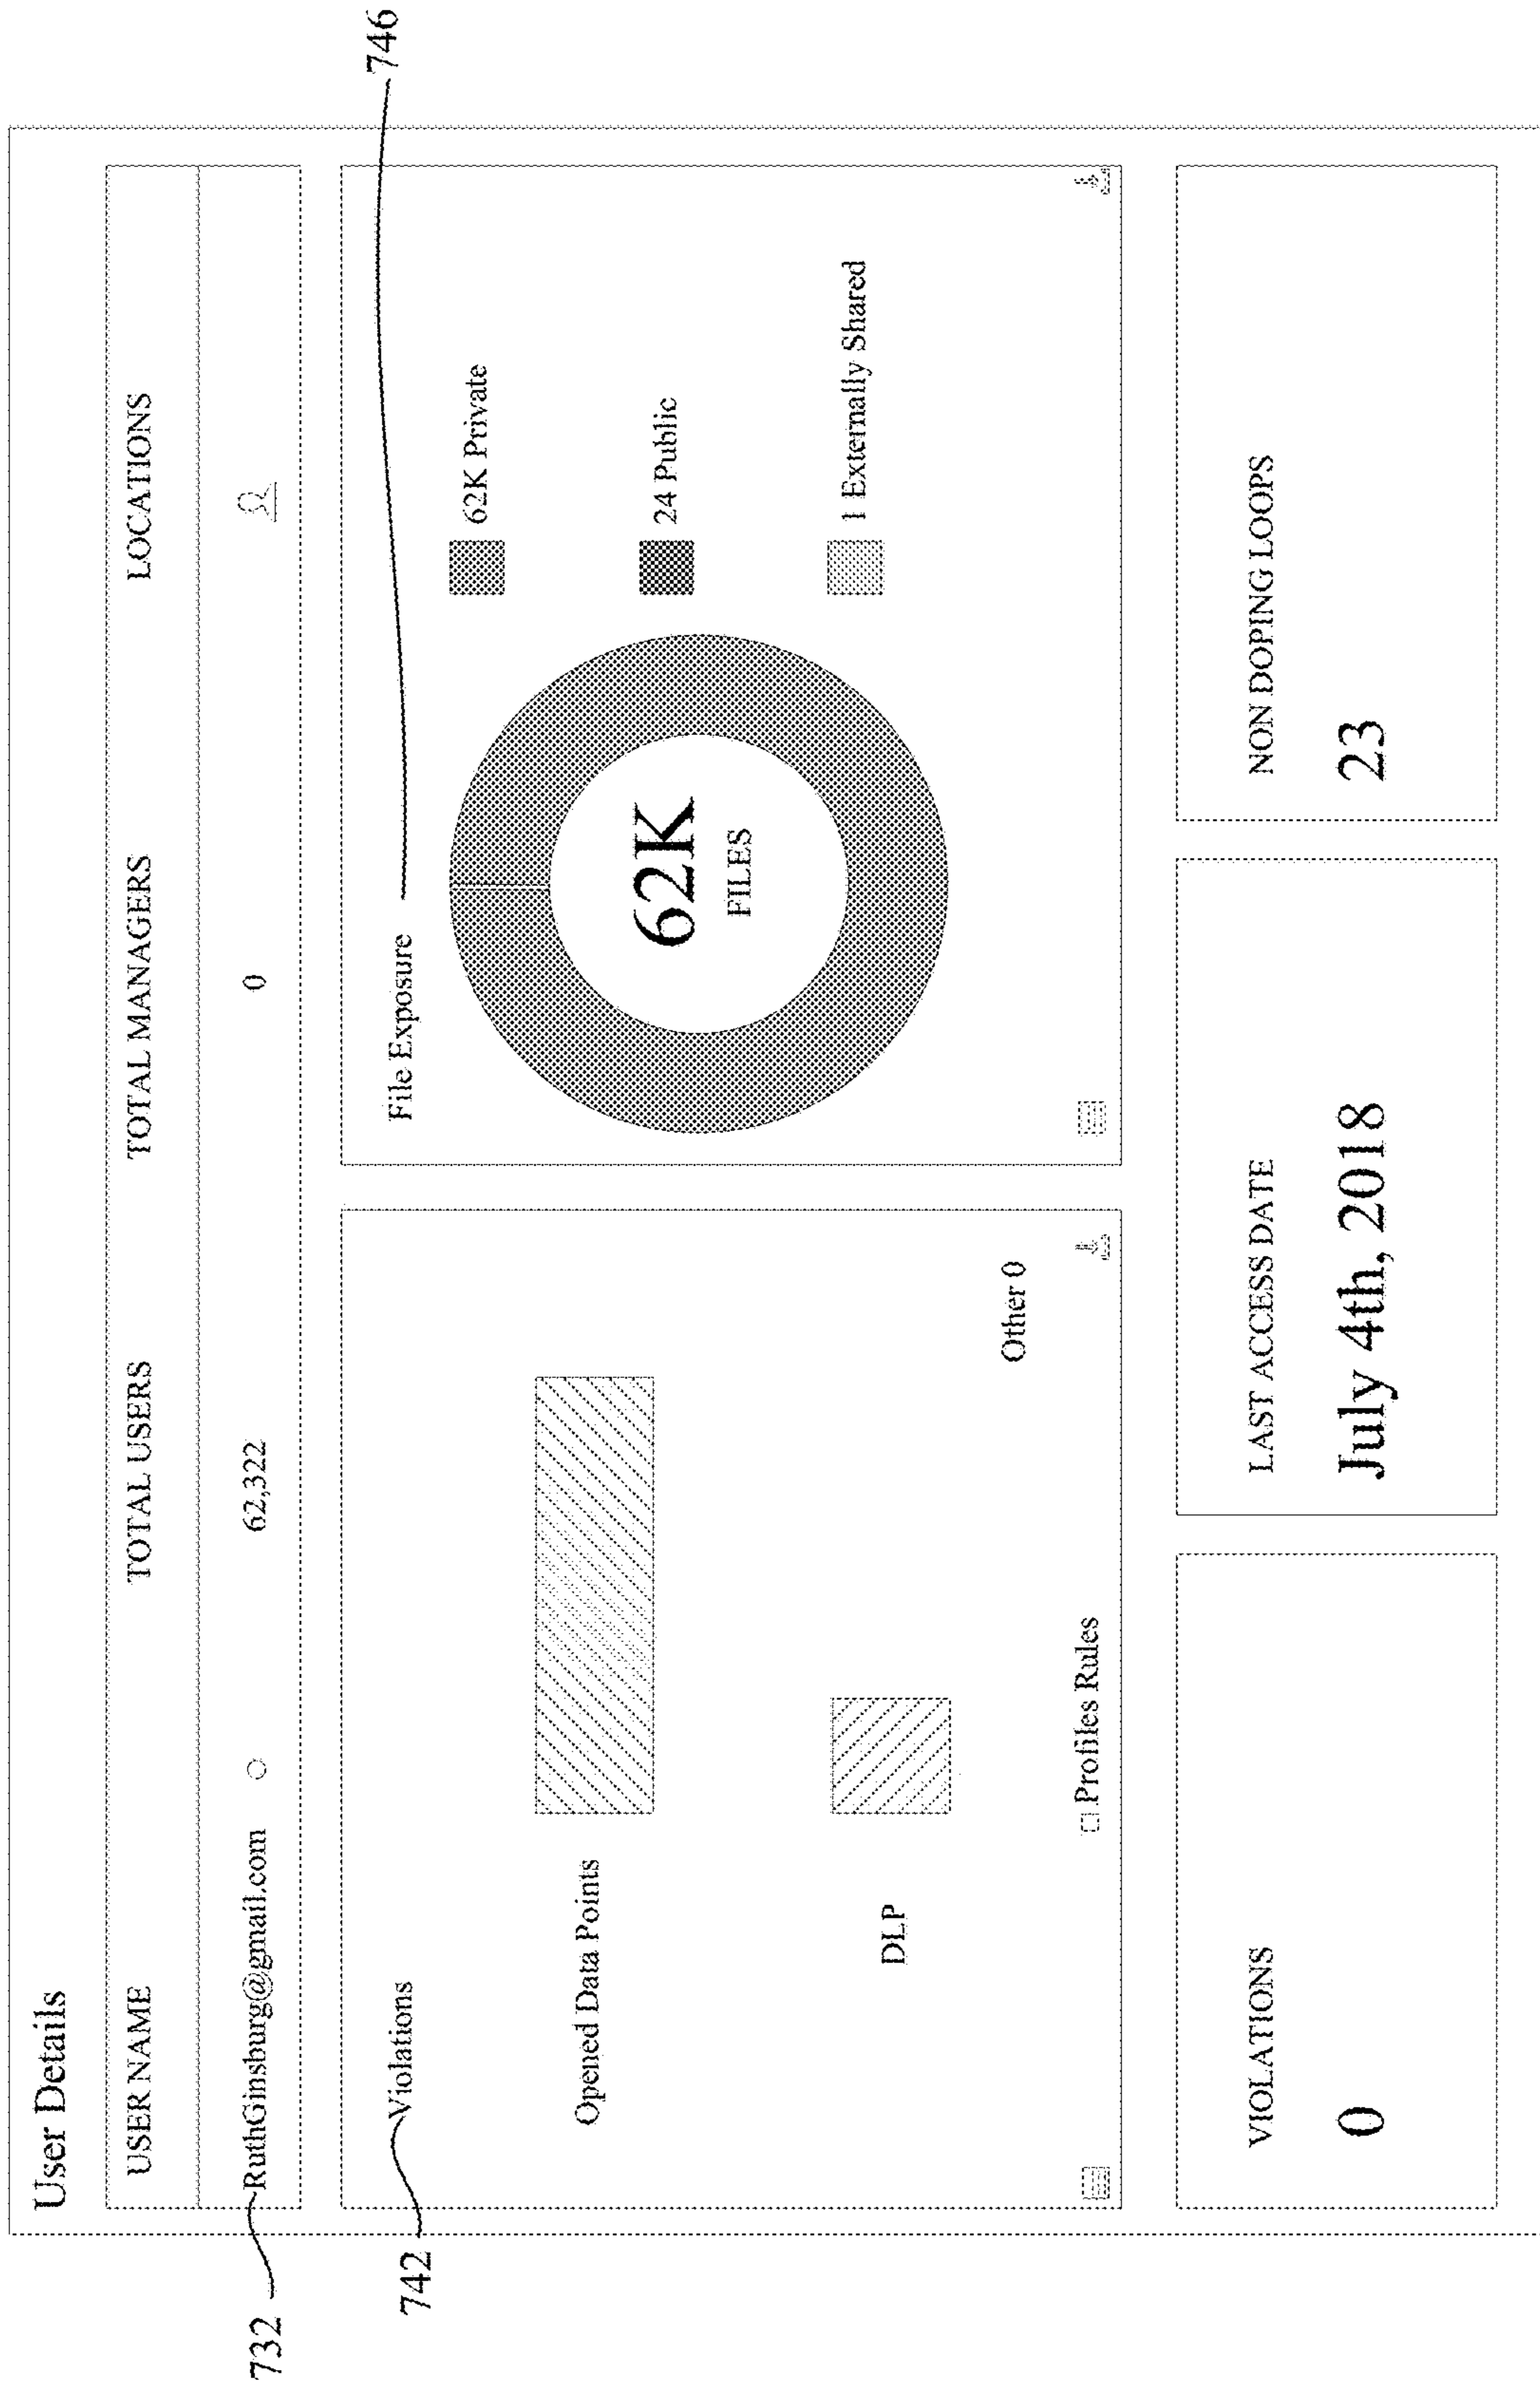 User Details
USER NAME TOTAL USERS TOTAL MANAGERS LOCATIONS
732 RuthGinsburg@gmail.com 62,322 0
742 Violations
Opened Data Points
DLP
Other 0
Profiles Rules
File Exposure 746
62K
FILES
62K Private
24 Public
1 Externally Shared
VIOLATIONS
0
LAST ACCESS DATE
July 4th, 2018
NON DOPING LOOPS
23